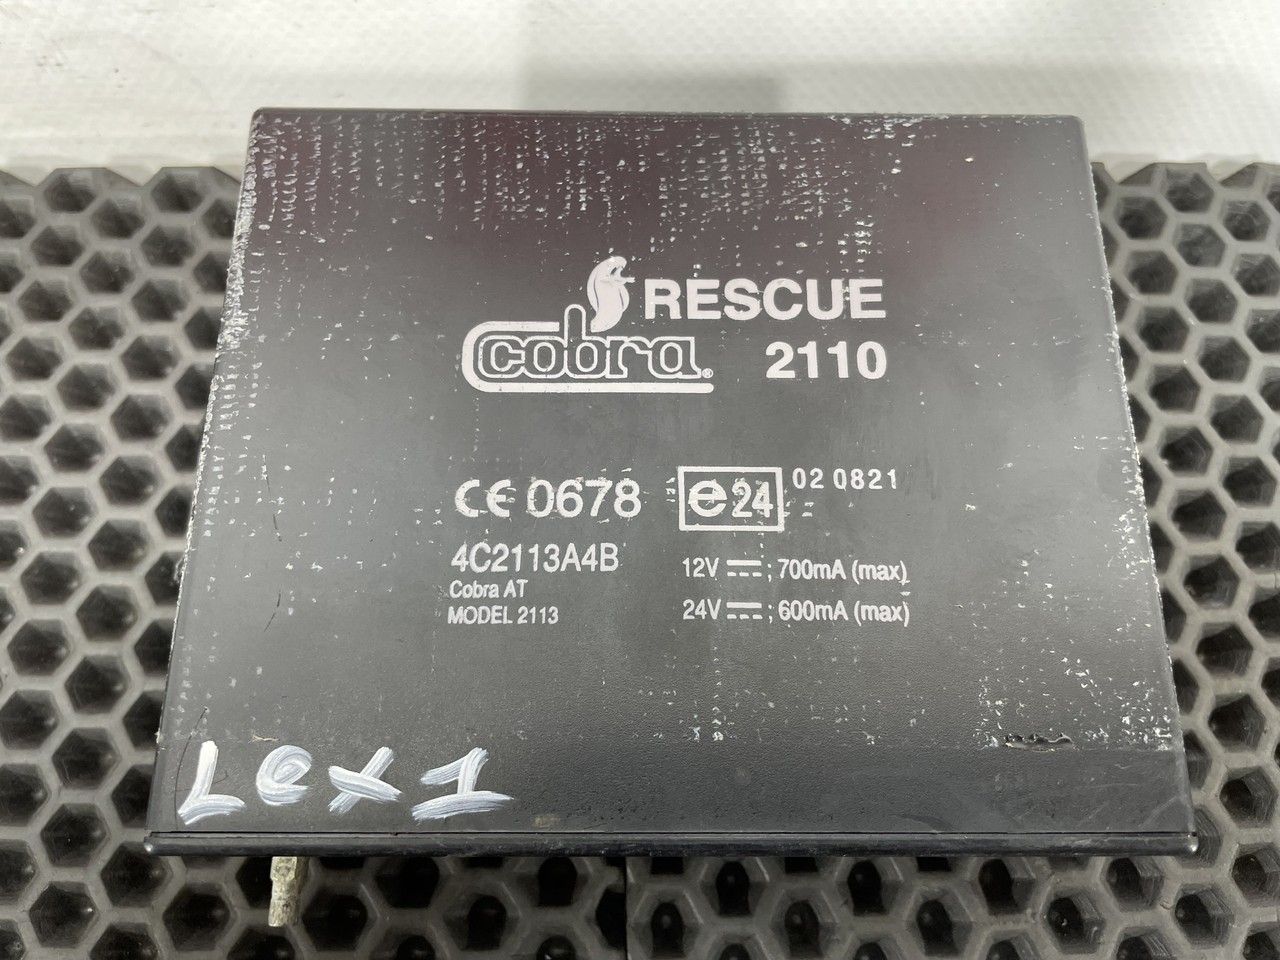 RESCUE
cobra® 2110
CE 0678 e24 02 0821
4C2113A4B
Cobra AT
MODEL 2113
12V ⎓; 700mA (max)
24V ⎓; 600mA (max)
Lex1